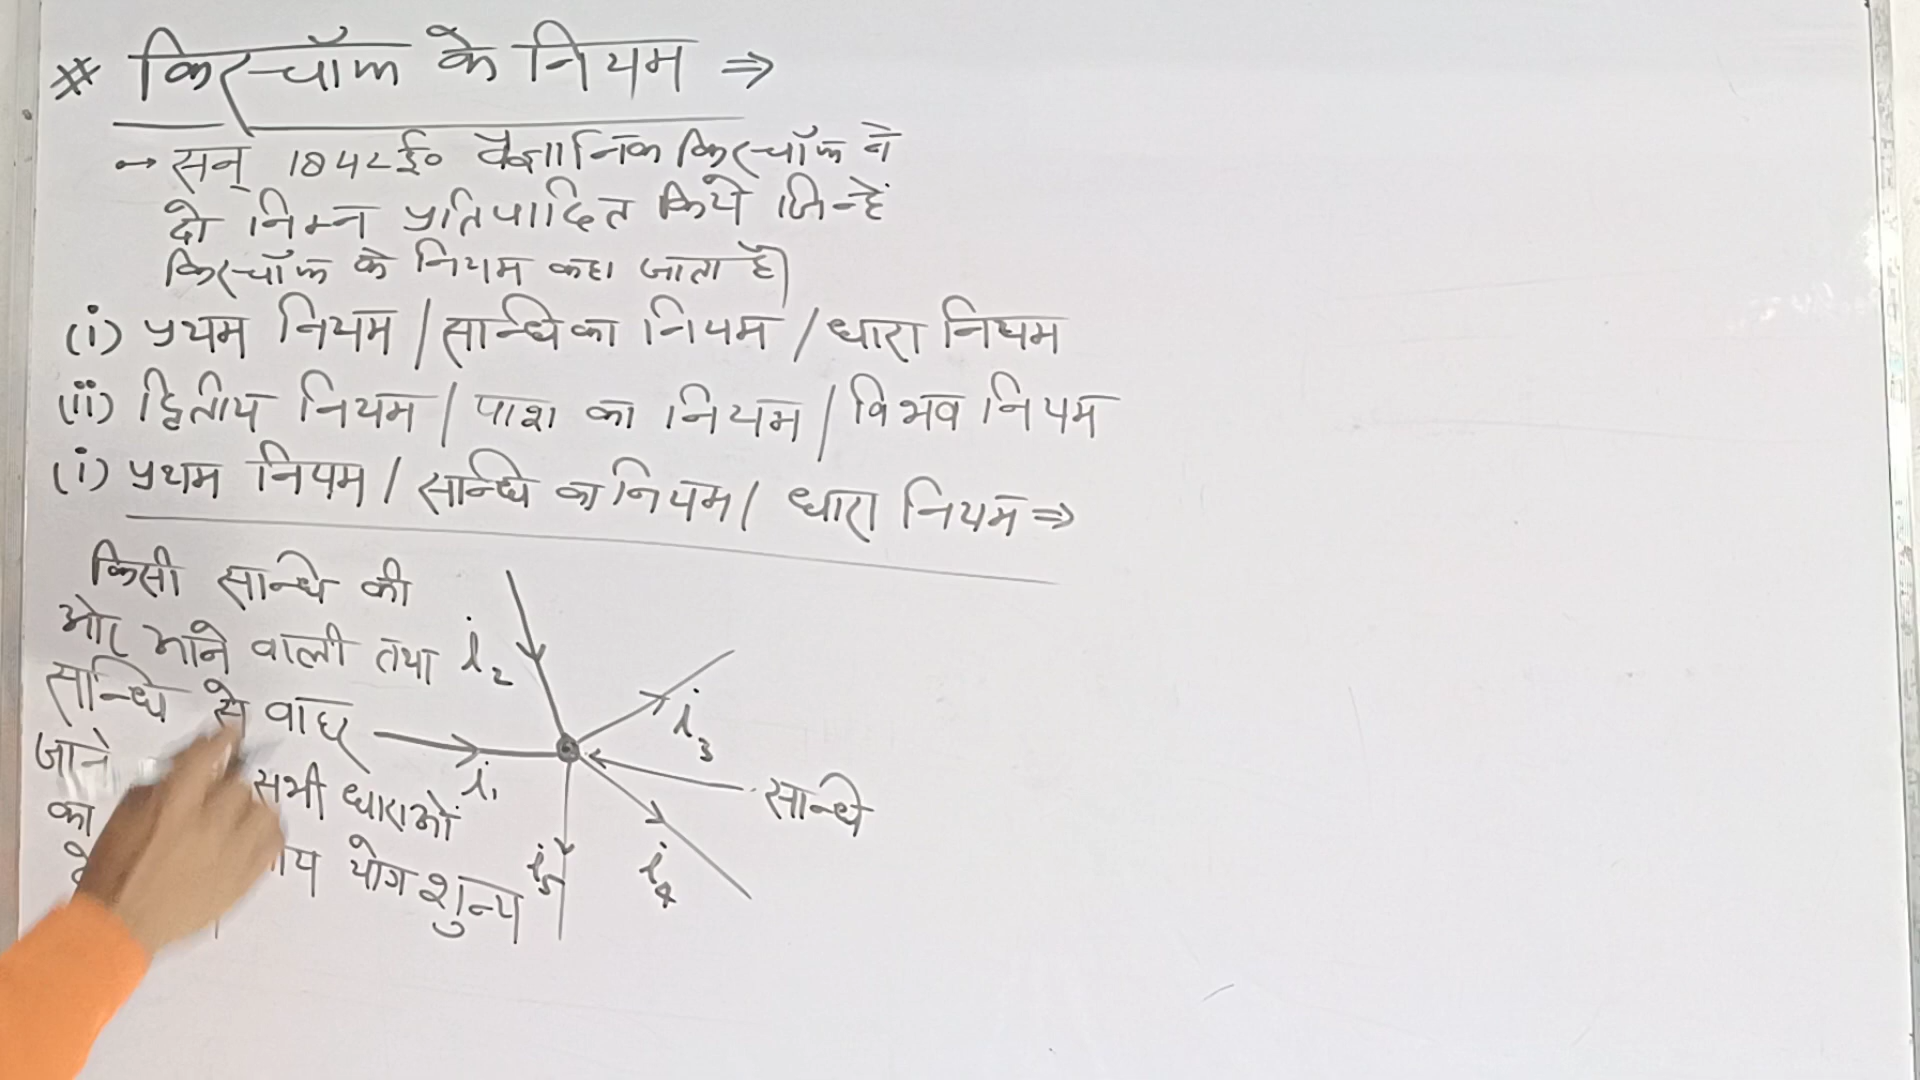 * किरचॉफ के नियम ⇒
→ सन् 1842 ई० वैज्ञानिक किरचॉफ ने
दो निम्न प्रतिपादित किये जिन्हें
किरचॉफ के नियम कहा जाता है।
(i) प्रथम नियम / सन्धि का नियम / धारा नियम
(ii) द्वितीय नियम / पाश का नियम / विभव नियम
(i) प्रथम नियम / सन्धि का नियम / धारा नियम ⇒
किसी सन्धि की
ओर आने वाली तथा
सन्धि से बाहर
जाने सभी धाराओं
का योग शुन्य
i₂
i₃
i₁
सन्धि
i₅
i₄